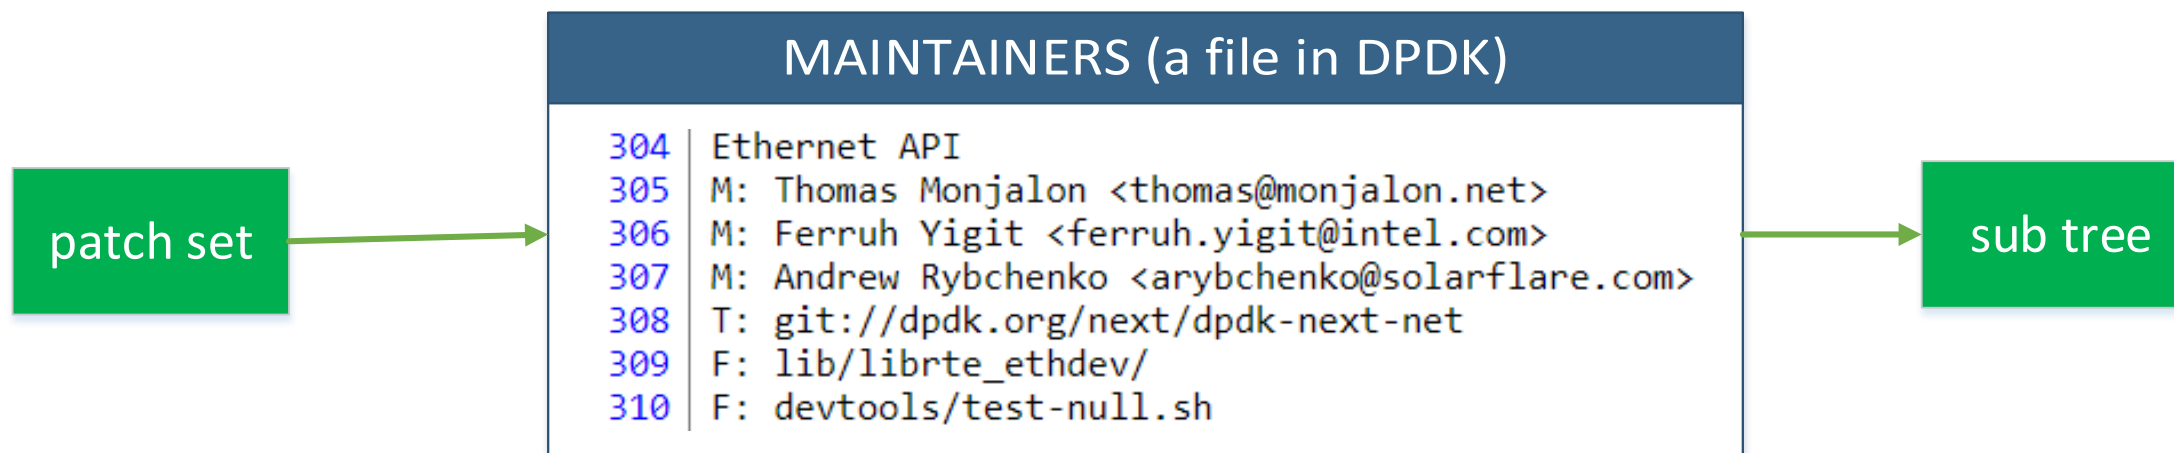 MAINTAINERS (a file in DPDK)
patch set
304 Ethernet API
305 M: Thomas Monjalon <thomas@monjalon.net>
306 M: Ferruh Yigit <ferruh.yigit@intel.com>
307 M: Andrew Rybchenko <arybchenko@solarflare.com>
308 T: git://dpdk.org/next/dpdk-next-net
309 F: lib/librte_ethdev/
310 F: devtools/test-null.sh
sub tree